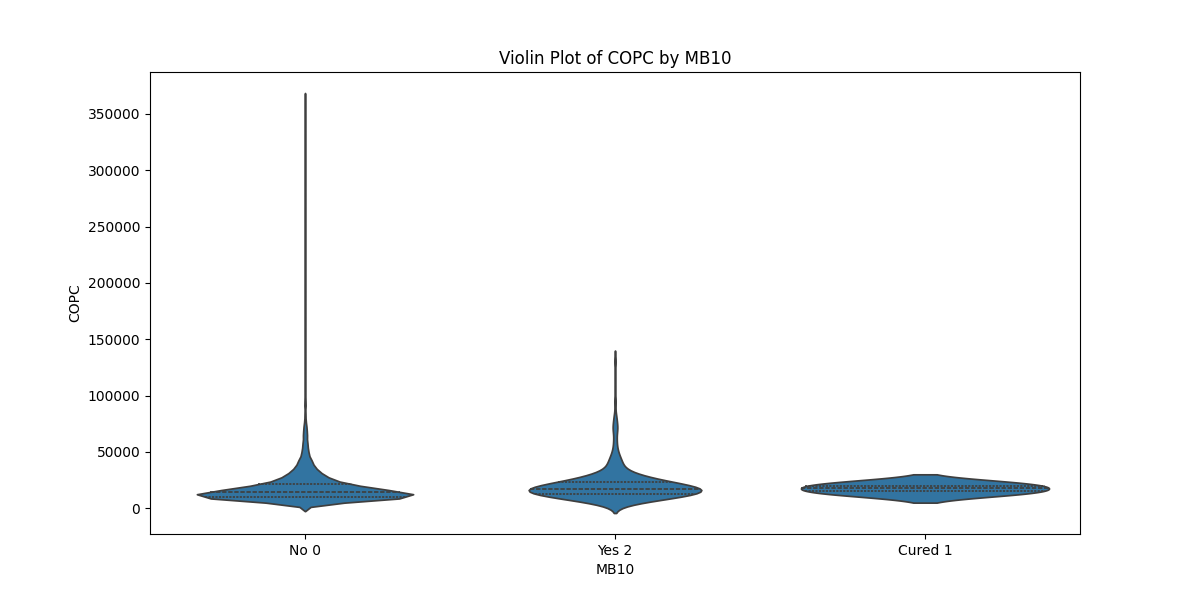 Violin Plot of COPC by MB10
COPC
350000
300000
250000
200000
150000
100000
50000
0
No 0
Yes 2
Cured 1
MB10